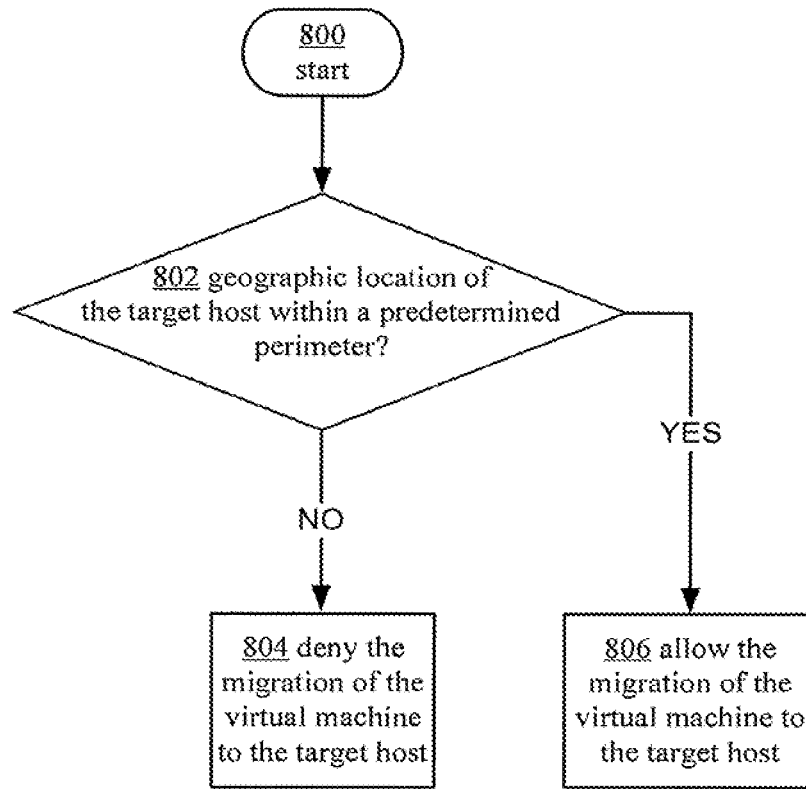 800
start
802 geographic location of
the target host within a predetermined
perimeter?
YES
NO
804 deny the
migration of the
virtual machine
to the target host
806 allow the
migration of the
virtual machine to
the target host